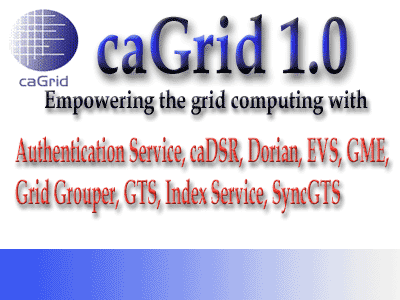 caGrid 1.0
caGrid
Empowering the grid computing with
Authentication Service, caDSR, Dorian, EVS, GME,
Grid Grouper, GTS, Index Service, SyncGTS